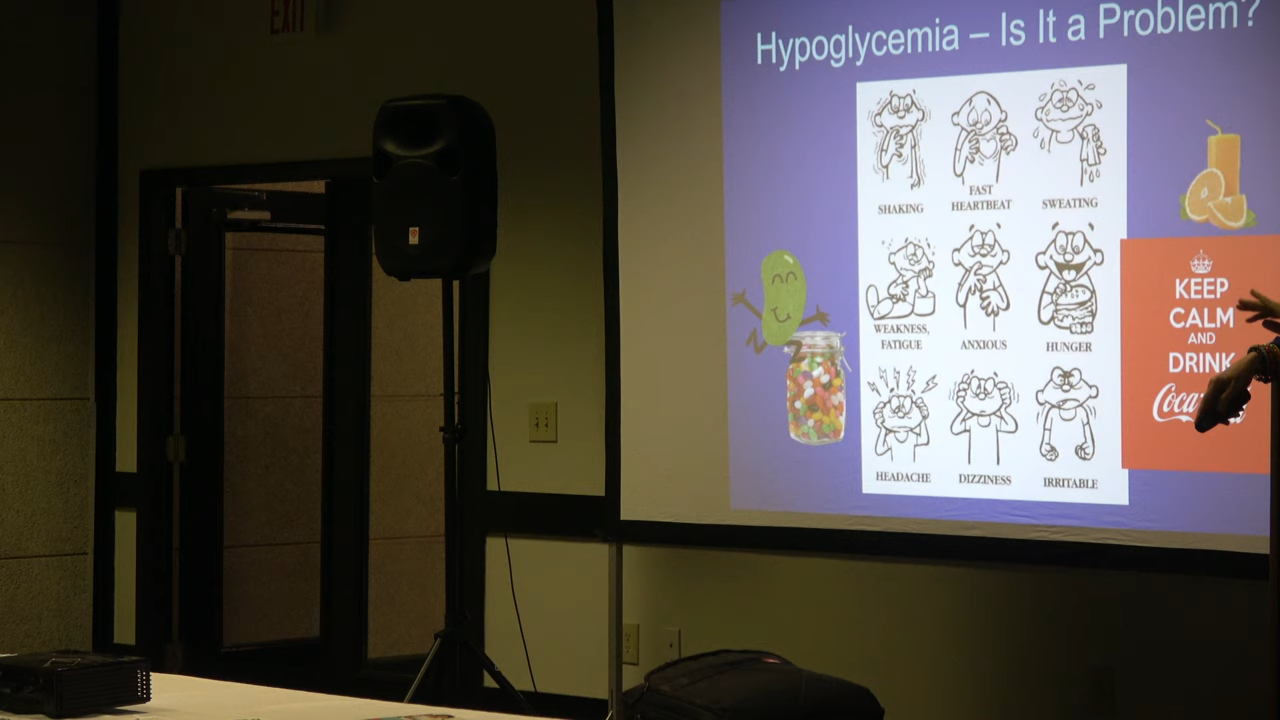 EXIT
Hypoglycemia – Is It a Problem?
SHAKING
FAST
HEARTBEAT
SWEATING
WEAKNESS,
FATIGUE
ANXIOUS
HUNGER
HEADACHE
DIZZINESS
IRRITABLE
KEEP
CALM
AND
DRINK